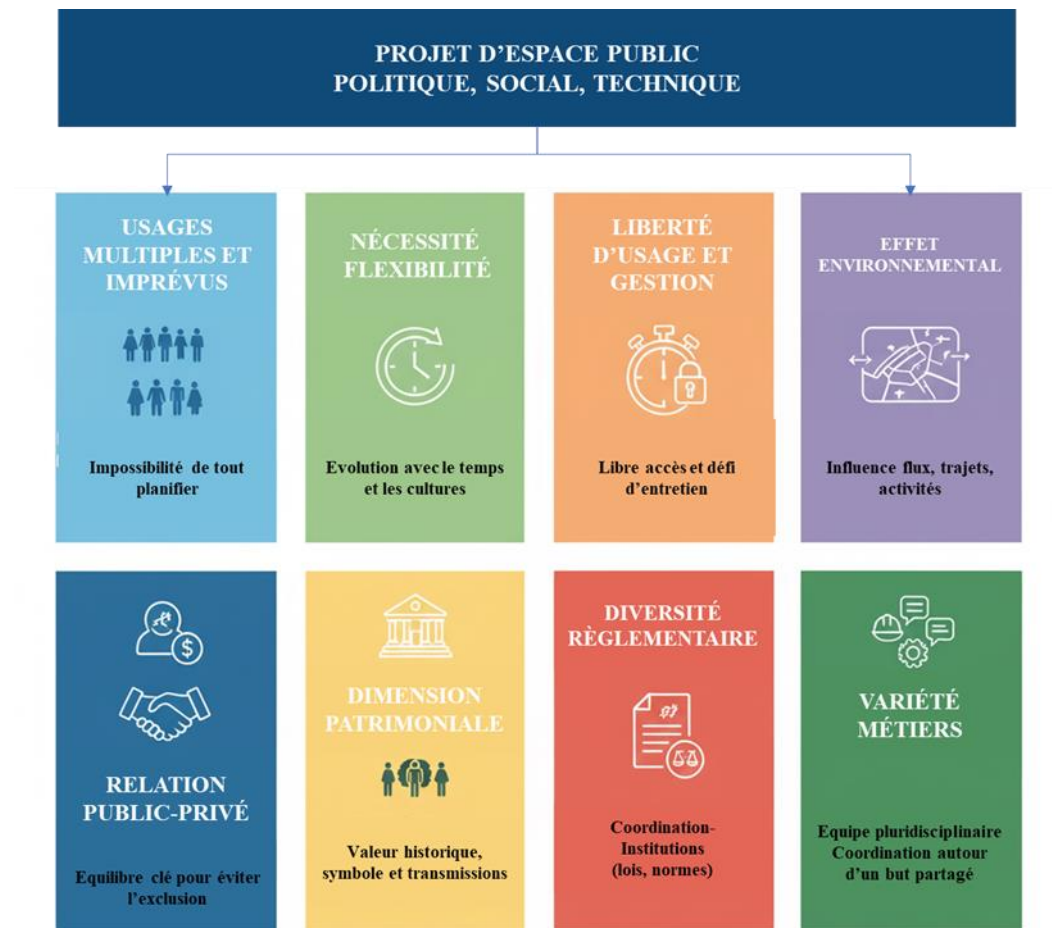 PROJET D’ESPACE PUBLIC
POLITIQUE, SOCIAL, TECHNIQUE
USAGES
MULTIPLES ET
IMPRÉVUS
Impossibilité de tout
planifier
NÉCESSITÉ
FLEXIBILITÉ
Evolution avec le temps
et les cultures
LIBERTÉ
D’USAGE ET
GESTION
Libre accès et défi
d’entretien
EFFET
ENVIRONNEMENTAL
Influence flux, trajets,
activités
$
RELATION
PUBLIC-PRIVÉ
Equilibre clé pour éviter
l’exclusion
DIMENSION
PATRIMONIALE
Valeur historique,
symbole et transmissions
DIVERSITÉ
RÈGLEMENTAIRE
Coordination-
Institutions
(lois, normes)
VARIÉTÉ
MÉTIERS
Equipe pluridisciplinaire
Coordination autour
d’un but partagé